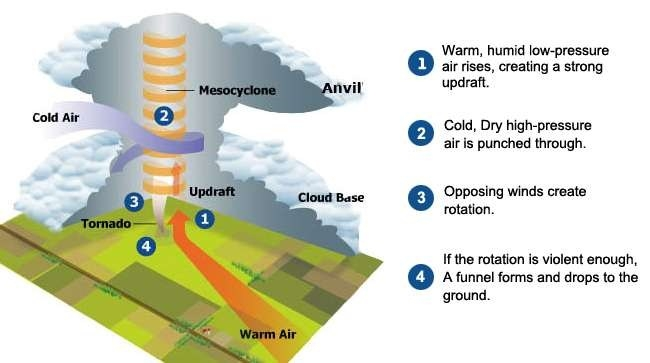 Mesocyclone
Anvil
Cold Air
2
Updraft
Cloud Base
3
1
Tornado
4
Warm Air
1
Warm, humid low-pressure
air rises, creating a strong
updraft.
2
Cold, Dry high-pressure
air is punched through.
3
Opposing winds create
rotation.
4
If the rotation is violent enough,
A funnel forms and drops to the
ground.